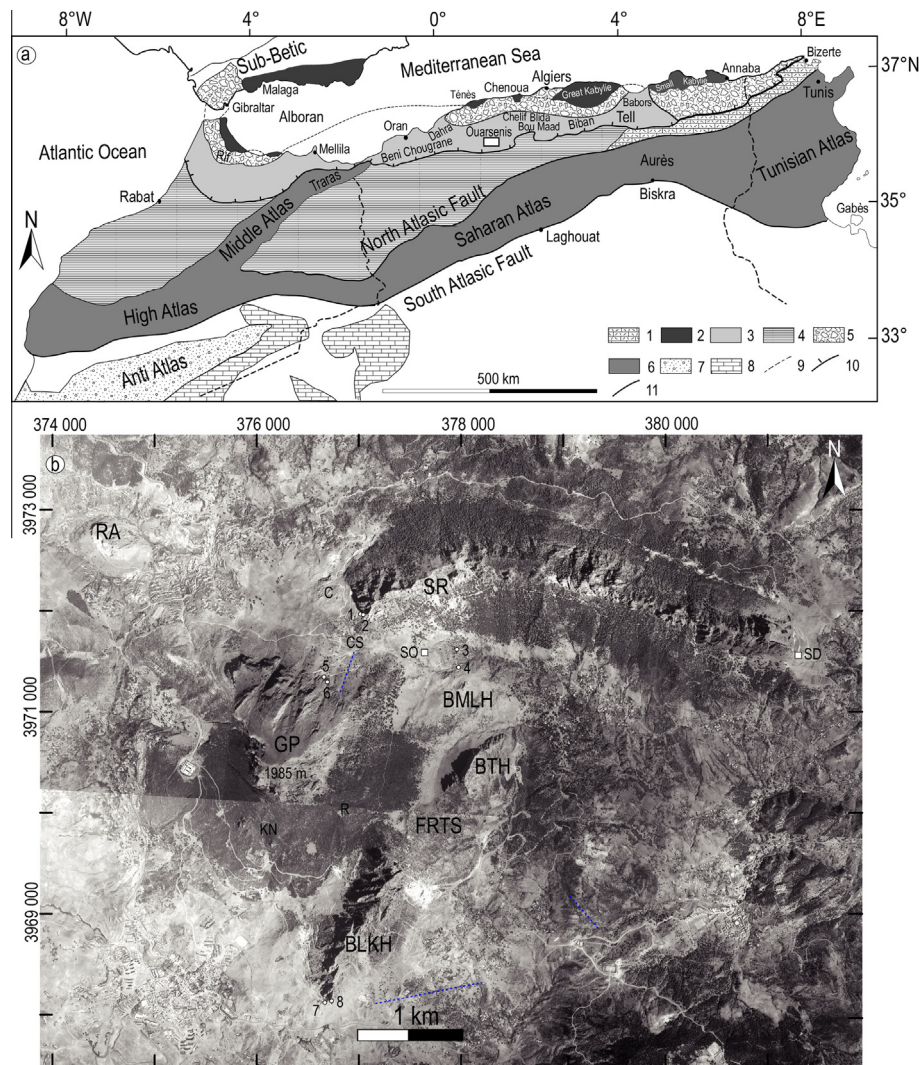 8°W
4°
0°
4°
8°E
a
Sub-Betic
Mediterranean Sea
Bizerte
37°N
Malaga
Gibraltar
Alboran
Ténès
Chenoua
Algiers
Great Kabylie
Small Kabylie
Annaba
Tunis
Babors
Oran
Dahra
Chelif
Blida
Bou Maad
Biban
Tell
Ouarsenis
Beni Chougrane
Rif
Mellila
Traras
Atlantic Ocean
Rabat
Middle Atlas
North Atlasic Fault
Saharan Atlas
Aurès
Biskra
Tunisian Atlas
35°
Gabès
Laghouat
N
South Atlasic Fault
High Atlas
Anti Atlas
1 2 3 4 5
33°
6 7 8 9 10
11
500 km
374 000
376 000
378 000
380 000
b
N
3973 000
RA
C
SR
1
2
CS
SO
3
SD
4
5
6
3971 000
BMLH
GP
BTH
1985 m
R
KN
FRTS
3969 000
BLKH
7
8
1 km